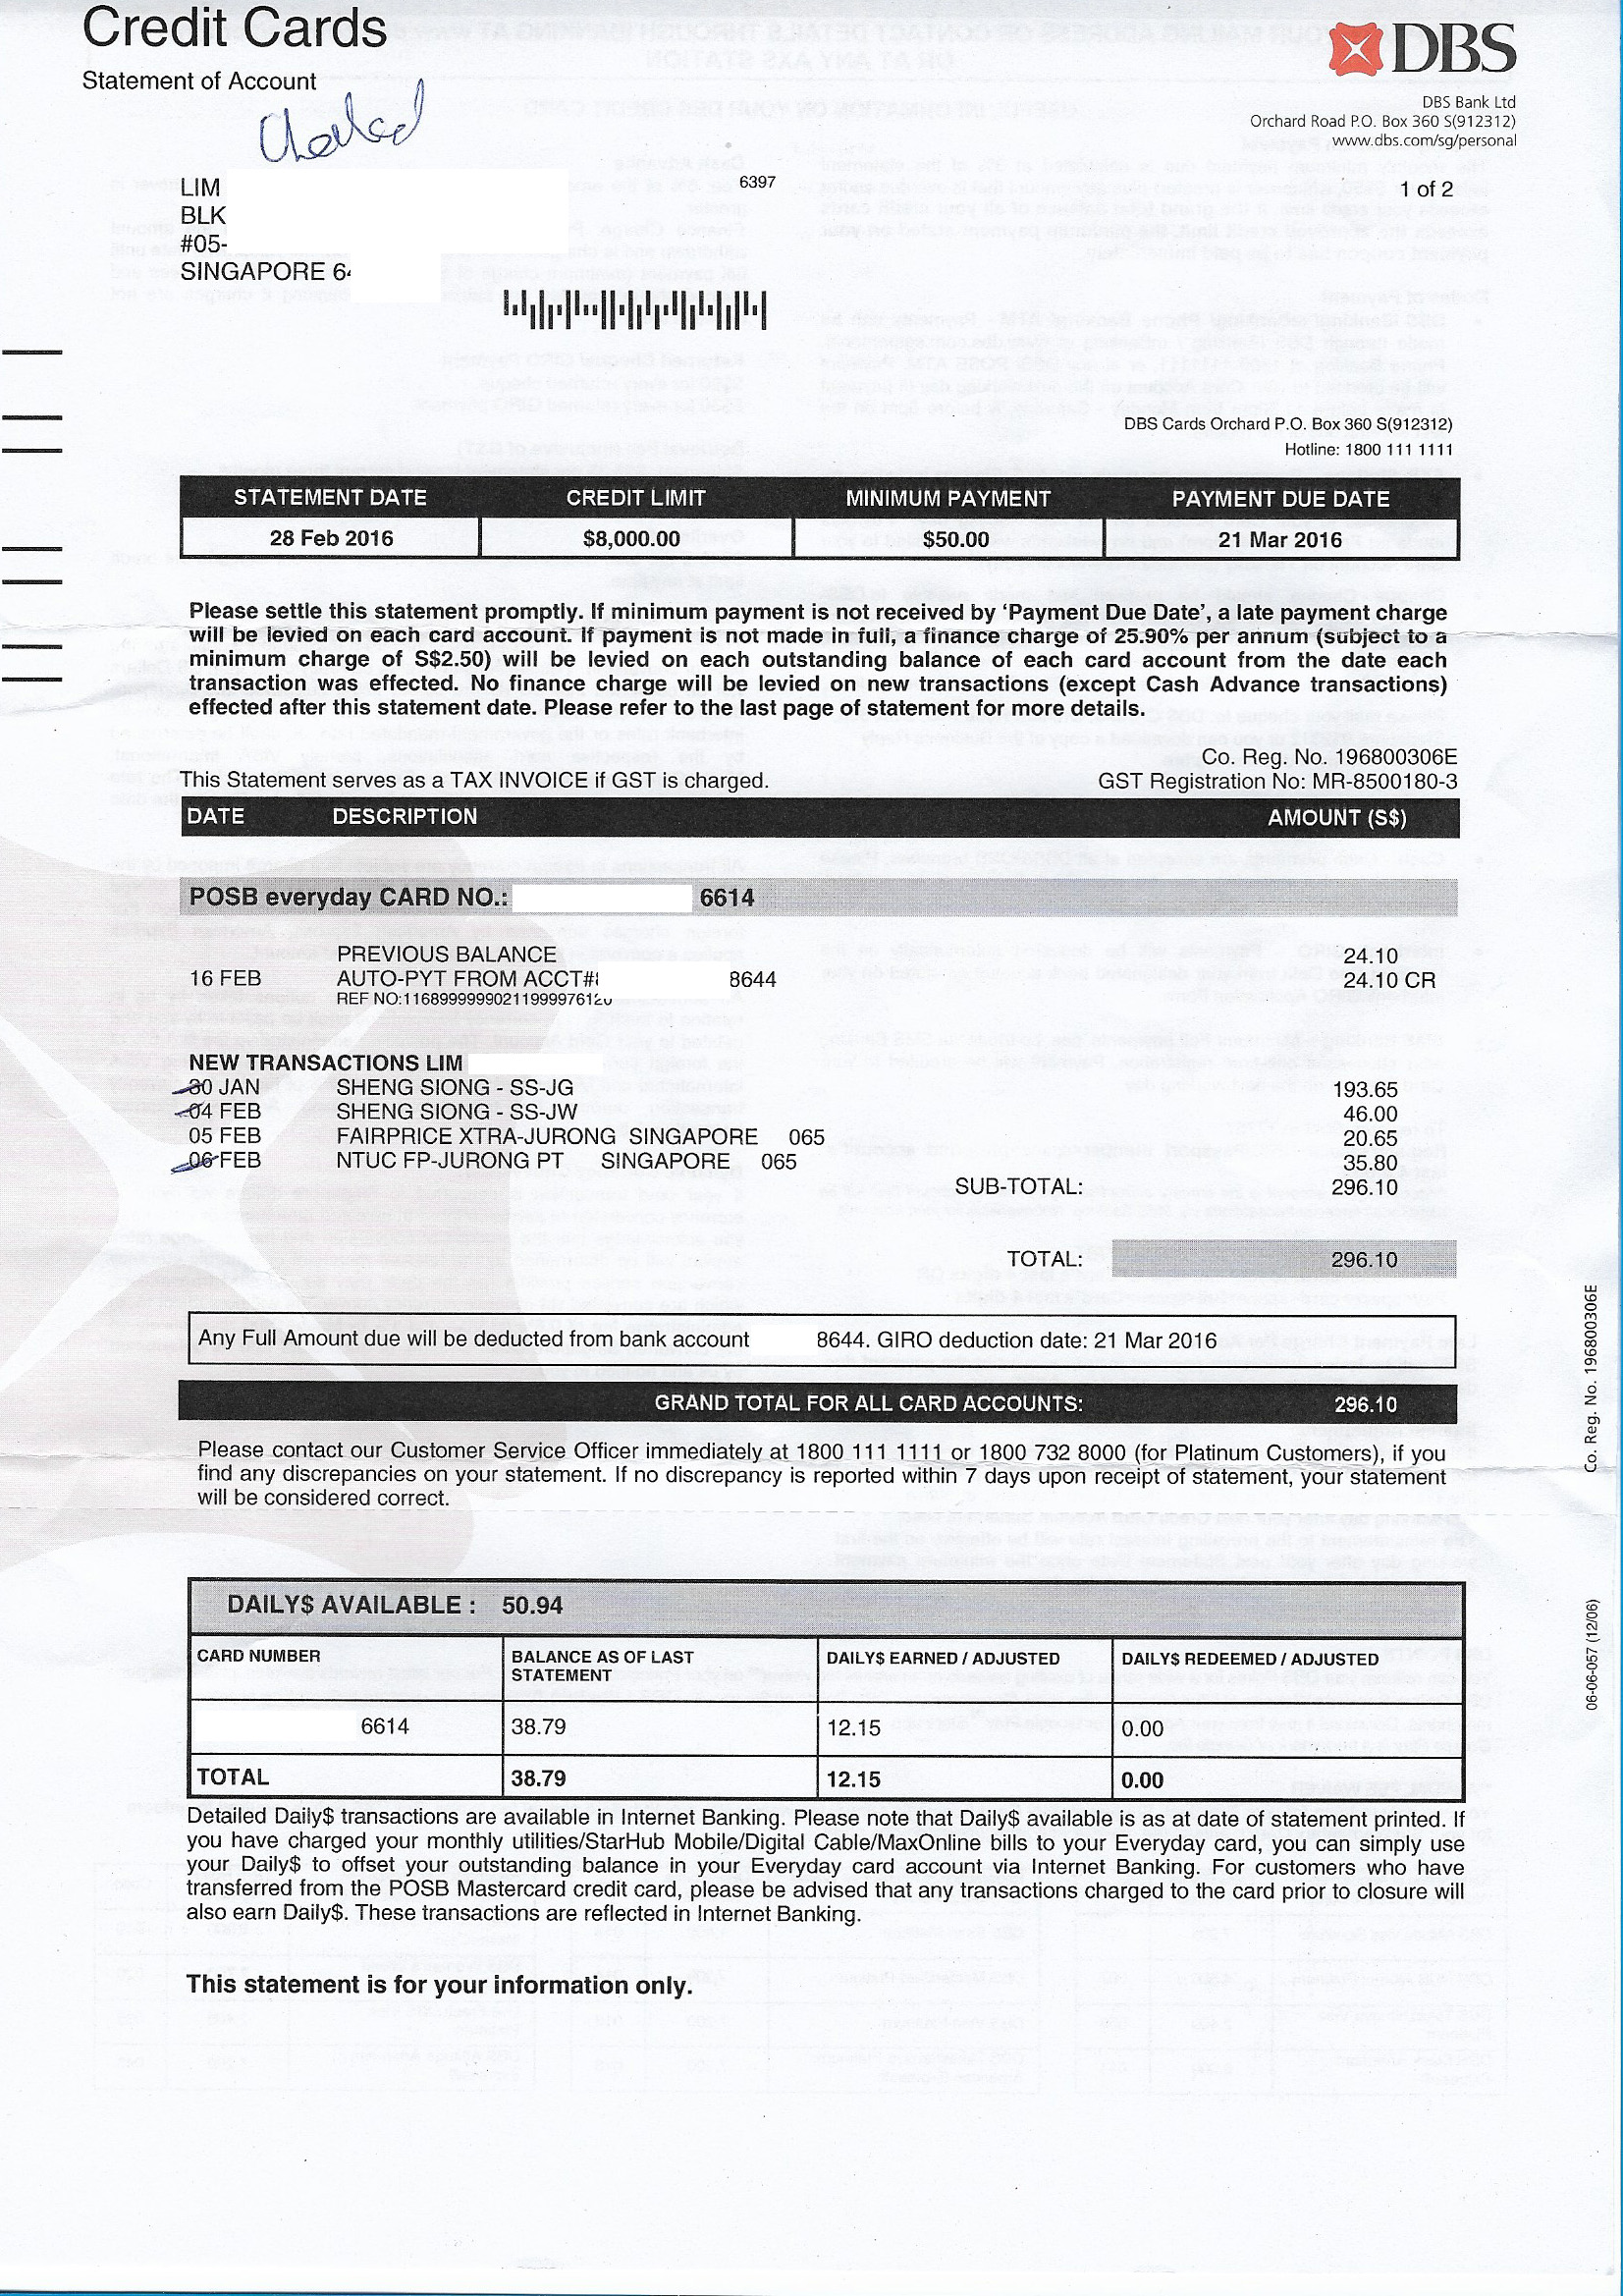 Credit Cards
Statement of Account
DBS
DBS Bank Ltd
Orchard Road P.O. Box 360 S(912312)
www.dbs.com/sg/personal
Checked
6397
1 of 2
LIM
BLK
#05-
SINGAPORE 64
DBS Cards Orchard P.O. Box 360 S(912312)
Hotline: 1800 111 1111
STATEMENT DATE CREDIT LIMIT MINIMUM PAYMENT PAYMENT DUE DATE
28 Feb 2016 $8,000.00 $50.00 21 Mar 2016
Please settle this statement promptly. If minimum payment is not received by ‘Payment Due Date’, a late payment charge
will be levied on each card account. If payment is not made in full, a finance charge of 25.90% per annum (subject to a
minimum charge of S$2.50) will be levied on each outstanding balance of each card account from the date each
transaction was effected. No finance charge will be levied on new transactions (except Cash Advance transactions)
effected after this statement date. Please refer to the last page of statement for more details.
Co. Reg. No. 196800306E
This Statement serves as a TAX INVOICE if GST is charged. GST Registration No: MR-8500180-3
DATE DESCRIPTION AMOUNT (S$)
POSB everyday CARD NO.: 6614
PREVIOUS BALANCE 24.10
16 FEB AUTO-PYT FROM ACCT# 8644 24.10 CR
REF NO:11689999990211999976120
NEW TRANSACTIONS LIM
30 JAN SHENG SIONG - SS-JG 193.65
04 FEB SHENG SIONG - SS-JW 46.00
05 FEB FAIRPRICE XTRA-JURONG SINGAPORE 065 20.65
06 FEB NTUC FP-JURONG PT SINGAPORE 065 35.80
SUB-TOTAL: 296.10
TOTAL: 296.10
Any Full Amount due will be deducted from bank account 8644. GIRO deduction date: 21 Mar 2016
GRAND TOTAL FOR ALL CARD ACCOUNTS: 296.10
Please contact our Customer Service Officer immediately at 1800 111 1111 or 1800 732 8000 (for Platinum Customers), if you
find any discrepancies on your statement. If no discrepancy is reported within 7 days upon receipt of statement, your statement
will be considered correct.
Co. Reg. No. 196800306E
06-06-057 (12/06)
DAILY$ AVAILABLE : 50.94
CARD NUMBER BALANCE AS OF LAST STATEMENT DAILY$ EARNED / ADJUSTED DAILY$ REDEEMED / ADJUSTED
6614 38.79 12.15 0.00
TOTAL 38.79 12.15 0.00
Detailed Daily$ transactions are available in Internet Banking. Please note that Daily$ available is as at date of statement printed. If
you have charged your monthly utilities/StarHub Mobile/Digital Cable/MaxOnline bills to your Everyday card, you can simply use
your Daily$ to offset your outstanding balance in your Everyday card account via Internet Banking. For customers who have
transferred from the POSB Mastercard credit card, please be advised that any transactions charged to the card prior to closure will
also earn Daily$. These transactions are reflected in Internet Banking.
This statement is for your information only.